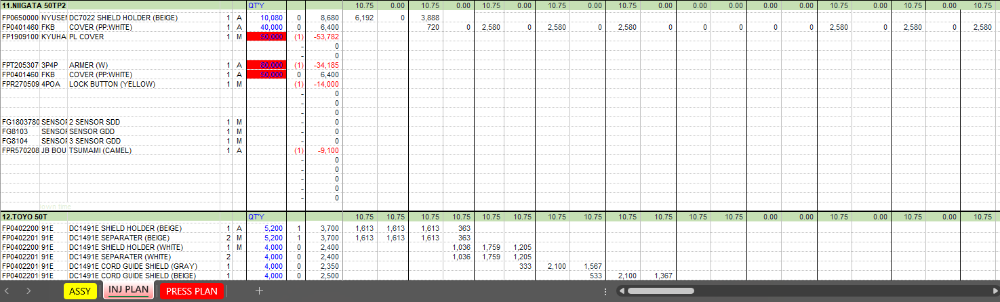 11.NIIGATA 50TP2 QT'Y 10.75 0.00 10.75 0.00 10.75 0.00 10.75 0.00 10.75 0.00 0.00 0.00 10.75 0.00 10.75 0.00 10.75
FP0650000 NYUSEN DC7022 SHIELD HOLDER (BEIGE) 1 A 10,080 0 8,680 6,192 0 3,888
FP0401460 FKB COVER (PP:WHITE) 1 A 40,000 0 6,400 720 0 2,580 0 2,580 0 2,580 0 2,580 0 0 0 2,580 0 2,580 0 2,580
FP1909100 KYUHA PL COVER 1 M 60,000 (1) -53,782
- 0
- 0
FPT205307 3P4P ARMER (W) 1 A 80,000 (1) -34,185
FP0401460 FKB COVER (PP:WHITE) 1 A 50,000 0 6,400
FPR270509 4POA LOCK BUTTON (YELLOW) 1 M (1) -14,000
- 0
- 0
- 0
FG1803780 SENSOR 2 SENSOR SDD 1 M - 0
FG8103 SENSOR SENSOR GDD 1 M - 0
FG8104 SENSOR 3 SENSOR GDD 1 M - 0
FPR570208 JB BOU TSUMAMI (CAMEL) 1 A (1) -9,100
- 0
- 0
- 0
- 0
- 0
own time
12.TOYO 50T QT'Y 10.75 10.75 10.75 10.75 10.75 10.75 10.75 0.00 10.75 10.75 10.75 0.00 0.00 10.75 0.00 10.75 0.00 10.75
FP0402200 91E DC1491E SHIELD HOLDER (BEIGE) 1 A 5,200 1 3,700 1,613 1,613 1,613 363
FP0402201 91E DC1491E SEPARATER (BEIGE) 2 M 5,200 1 3,700 1,613 1,613 1,613 363
FP0402200 91E DC1491E SHIELD HOLDER (WHITE) 1 M 4,000 0 2,400 1,036 1,759 1,205
FP0402201 91E DC1491E SEPARATER (WHITE) 2 4,000 0 2,400 1,036 1,759 1,205
FP0402201 91E DC1491E CORD GUIDE SHIELD (GRAY) 1 4,000 0 2,350 333 2,100 1,567
FP0402201 91E DC1491E CORD GUIDE SHIELD (BEIGE) 1 4,000 0 2,500 533 2,100 1,367
ASSY INJ PLAN PRESS PLAN